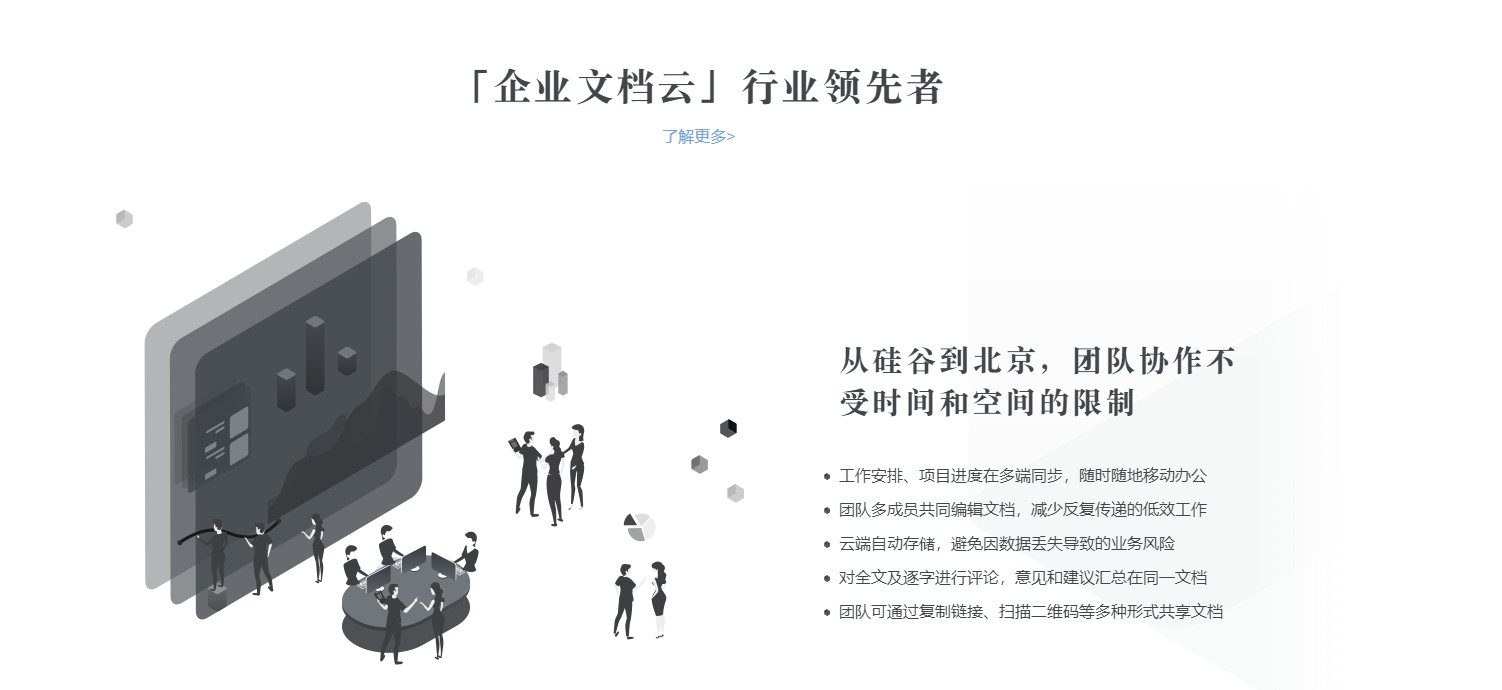 「企业文档云」行业领先者
了解更多>
从硅谷到北京，团队协作不
受时间和空间的限制
工作安排、项目进度在多端同步，随时随地移动办公
团队多成员共同编辑文档，减少反复传递的低效工作
云端自动存储，避免因数据丢失导致的业务风险
对全文及逐字进行评论，意见和建议汇总在同一文档
团队可通过复制链接、扫描二维码等多种形式共享文档